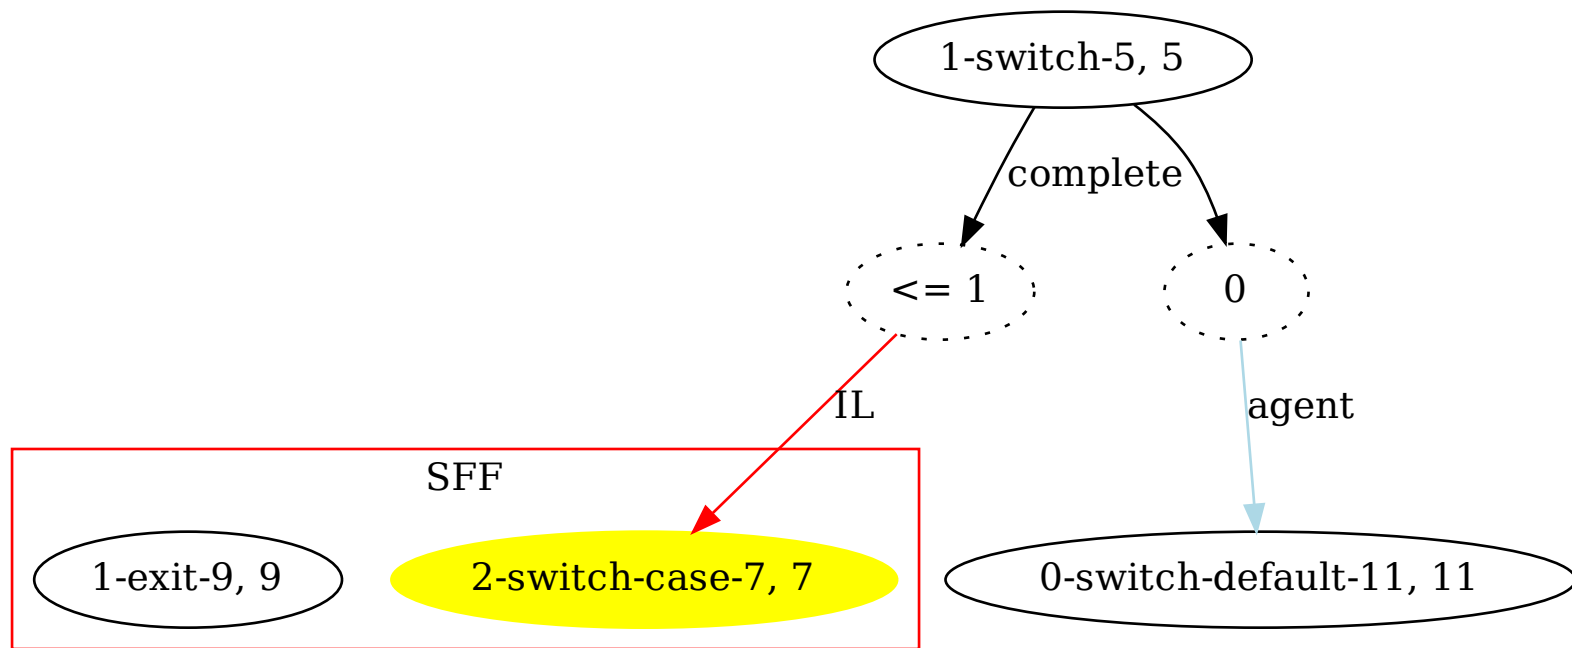 1-switch-5, 5
complete
<= 1
0
IL
agent
SFF
1-exit-9, 9
2-switch-case-7, 7
0-switch-default-11, 11